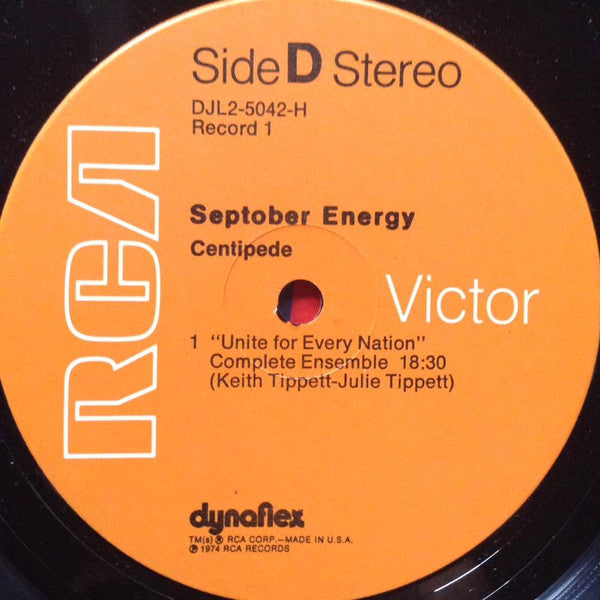 Side D Stereo
DJL2-5042-H
Record 1
RCA
Septober Energy
Centipede
Victor
1 "Unite for Every Nation"
Complete Ensemble 18:30
(Keith Tippett-Julie Tippett)
dynaflex
TM(s) ® RCA CORP.—MADE IN U.S.A.
℗ 1974 RCA RECORDS